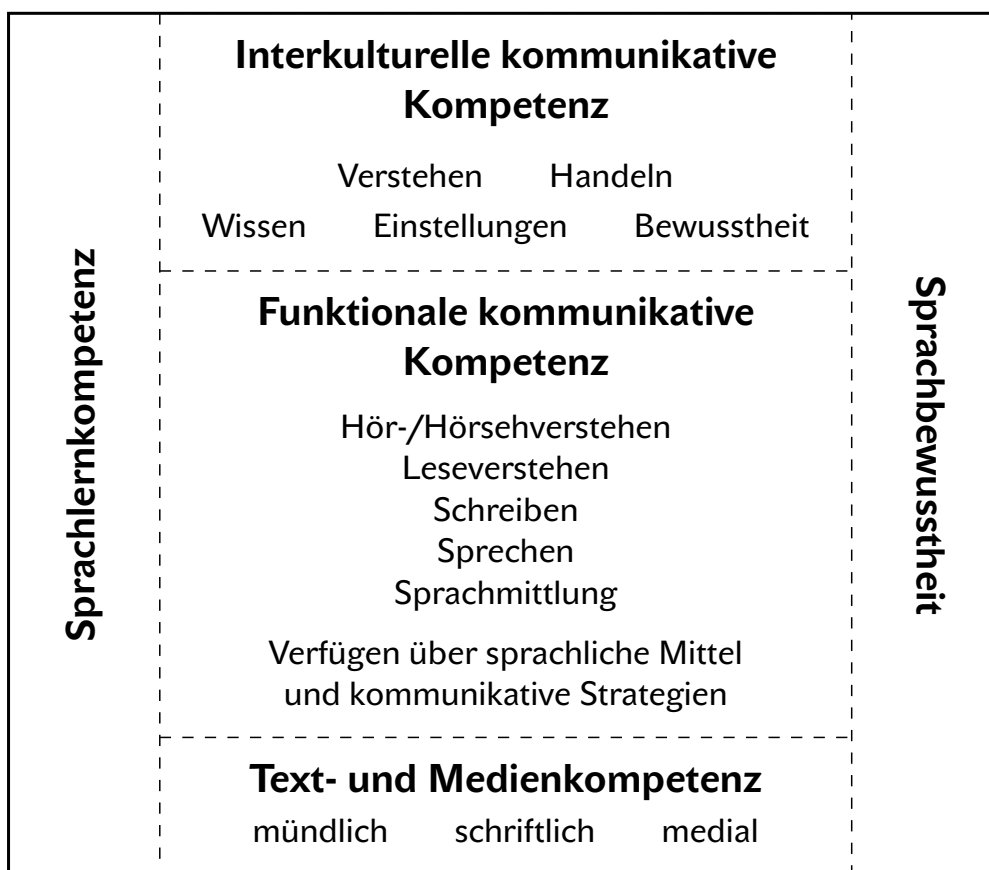 Sprachlernkompetenz
Interkulturelle kommunikative
Kompetenz
Verstehen Handeln
Wissen Einstellungen Bewusstheit
Funktionale kommunikative
Kompetenz
Hör-/Hörsehverstehen
Leseverstehen
Schreiben
Sprechen
Sprachmittlung
Verfügen über sprachliche Mittel
und kommunikative Strategien
Text- und Medienkompetenz
mündlich schriftlich medial
Sprachbewusstheit